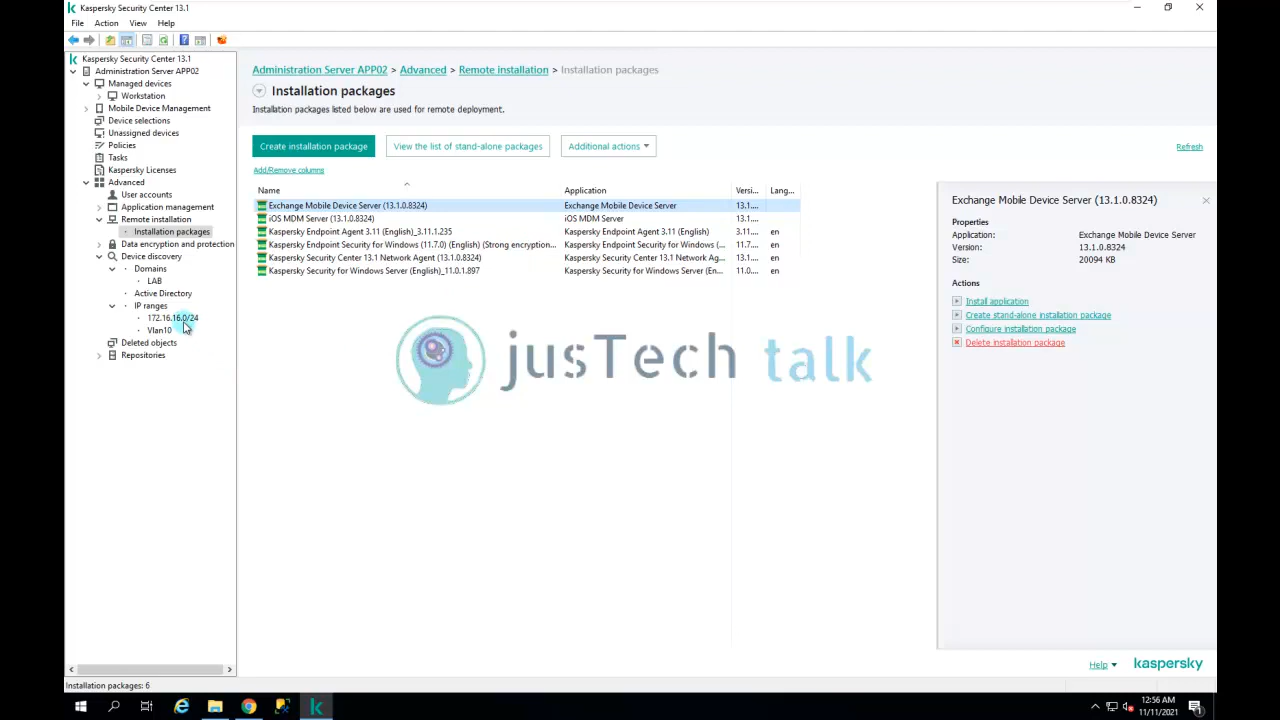 Kaspersky Security Center 13.1
File Action View Help
Kaspersky Security Center 13.1
Administration Server APP02
Managed devices
Workstation
Mobile Device Management
Device selections
Unassigned devices
Policies
Tasks
Kaspersky Licenses
Advanced
User accounts
Application management
Remote installation
Installation packages
Data encryption and protection
Device discovery
Domains
LAB
Active Directory
IP ranges
172.16.16.0/24
Vlan10
Deleted objects
Repositories
Administration Server APP02 > Advanced > Remote installation > Installation packages
Installation packages
Installation packages listed below are used for remote deployment.
Create installation package View the list of stand-alone packages Additional actions
Refresh
Add/Remove columns
Name Application Versi... Lang...
Exchange Mobile Device Server (13.1.0.8324) Exchange Mobile Device Server 13.1....
iOS MDM Server (13.1.0.8324) iOS MDM Server 13.1....
Kaspersky Endpoint Agent 3.11 (English)_3.11.1.235 Kaspersky Endpoint Agent 3.11 (English) 3.11.... en
Kaspersky Endpoint Security for Windows (11.7.0) (English) (Strong encryption... Kaspersky Endpoint Security for Windows (... 11.7.... en
Kaspersky Security Center 13.1 Network Agent (13.1.0.8324) Kaspersky Security Center 13.1 Network Ag... 13.1.... en
Kaspersky Security for Windows Server (English)_11.0.1.897 Kaspersky Security for Windows Server (En... 11.0.... en
jusTech talk
Exchange Mobile Device Server (13.1.0.8324)
Properties
Application: Exchange Mobile Device Server
Version: 13.1.0.8324
Size: 20094 KB
Actions
Install application
Create stand-alone installation package
Configure installation package
Delete installation package
Help kaspersky
Installation packages: 6
12:56 AM
11/11/2021
1